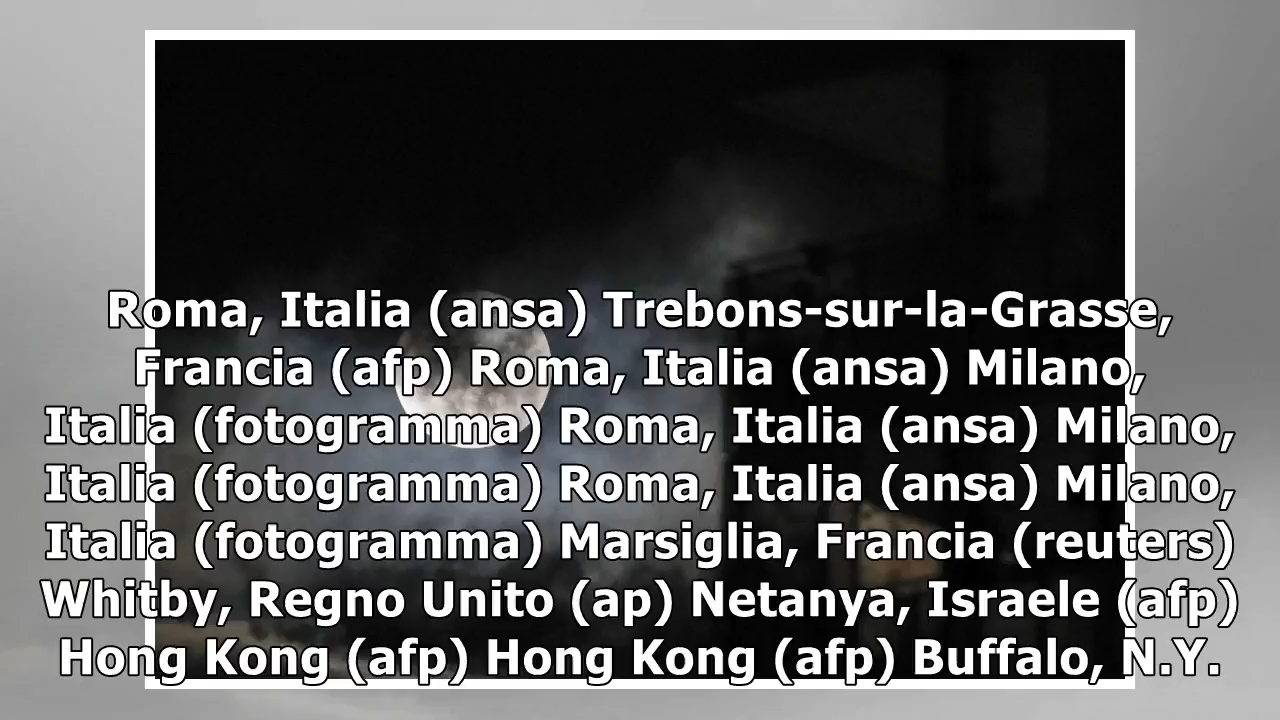 Roma, Italia (ansa) Trebons-sur-la-Grasse,
Francia (afp) Roma, Italia (ansa) Milano,
Italia (fotogramma) Roma, Italia (ansa) Milano,
Italia (fotogramma) Roma, Italia (ansa) Milano,
Italia (fotogramma) Marsiglia, Francia (reuters)
Whitby, Regno Unito (ap) Netanya, Israele (afp)
Hong Kong (afp) Hong Kong (afp) Buffalo, N.Y.